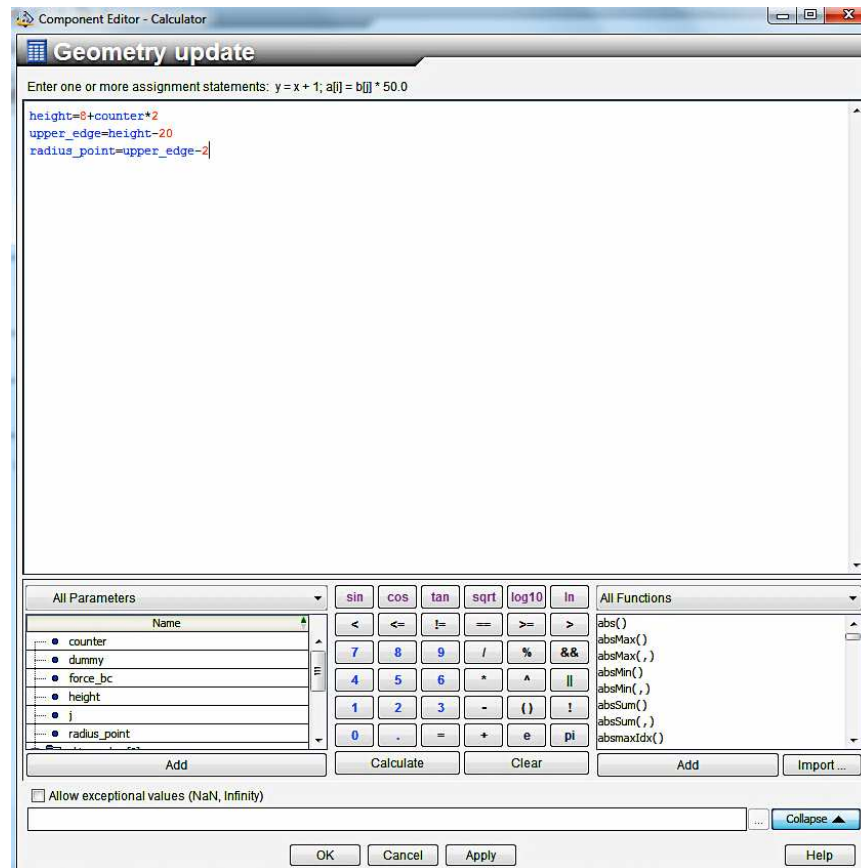 Component Editor - Calculator
Geometry update
Enter one or more assignment statements: y = x + 1; a[i] = b[j] * 50.0
height=8+counter*2
upper_edge=height-20
radius_point=upper_edge-2
All Parameters
sin cos tan sqrt log10 ln
All Functions
Name
counter
dummy
force_bc
height
j
radius_point
< <= != == >= >
7 8 9 / % &&
4 5 6 * ^ ||
1 2 3 - () !
0 . = + e pi
abs()
absMax()
absMax(,)
absMin()
absMin(,)
absSum()
absSum(,)
absmaxIdx()
Add
Calculate
Clear
Add
Import ...
Allow exceptional values (NaN, Infinity)
...
Collapse
OK
Cancel
Apply
Help